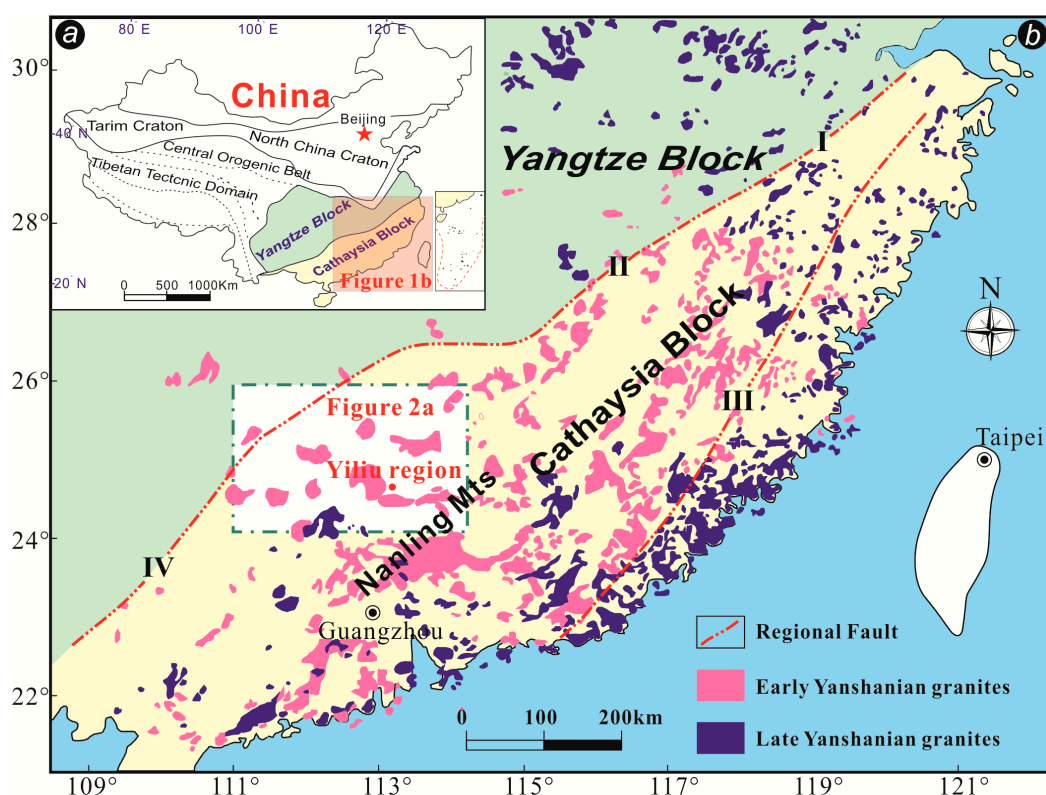 a
80° E
100° E
120° E
b
30°
China
Beijing
Tarim Craton
40° N
North China Craton
Central Orogenic Belt
Tibetan Tectcnic Domain
Yangtze Block
Cathaysia Block
Figure 1b
20° N
0 500 1000Km
Yangtze Block
I
28°
II
N
Cathaysia Block
26°
III
Figure 2a
Taipei
Yiliu region
Nanling Mts
24°
IV
Guangzhou
Regional Fault
22°
Early Yanshanian granites
0 100 200km
Late Yanshanian granites
109° 111° 113° 115° 117° 119° 121°